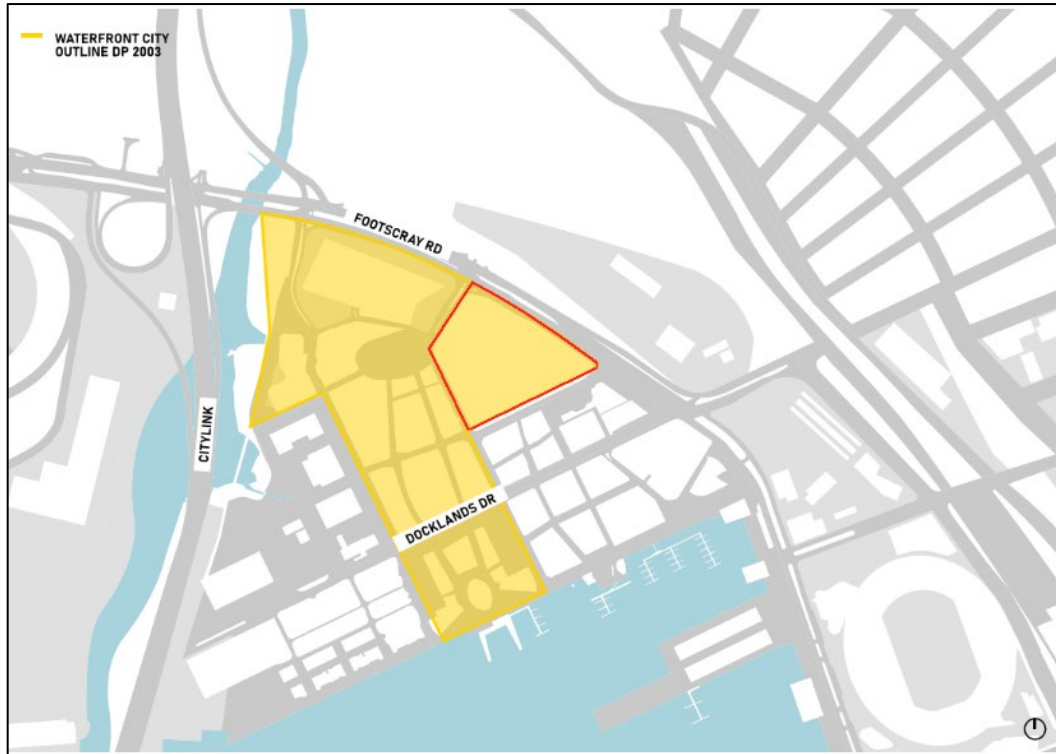 WATERFRONT CITY
OUTLINE DP 2003
FOOTSCRAY RD
CITYLINK
DOCKLANDS DR